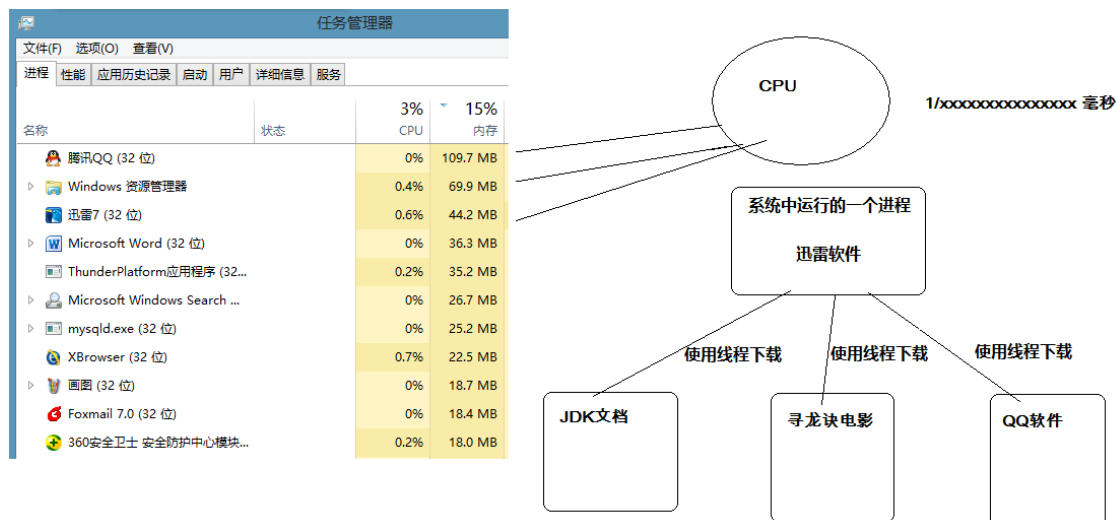 任务管理器
文件(F) 选项(O) 查看(V)
进程 性能 应用历史记录 启动 用户 详细信息 服务
3% 15%
名称 状态 CPU 内存
腾讯QQ (32 位) 0% 109.7 MB
Windows 资源管理器 0.4% 69.9 MB
迅雷7 (32 位) 0.6% 44.2 MB
Microsoft Word (32 位) 0% 36.3 MB
ThunderPlatform应用程序 (32... 0.2% 35.2 MB
Microsoft Windows Search ... 0% 26.7 MB
mysqld.exe (32 位) 0% 25.2 MB
XBrowser (32 位) 0.7% 22.5 MB
画图 (32 位) 0% 18.7 MB
Foxmail 7.0 (32 位) 0% 18.4 MB
360安全卫士 安全防护中心模块... 0.2% 18.0 MB
CPU
1/xxxxxxxxxxxxxxx 毫秒
系统中运行的一个进程
迅雷软件
使用线程下载 使用线程下载 使用线程下载
JDK文档 寻龙诀电影 QQ软件